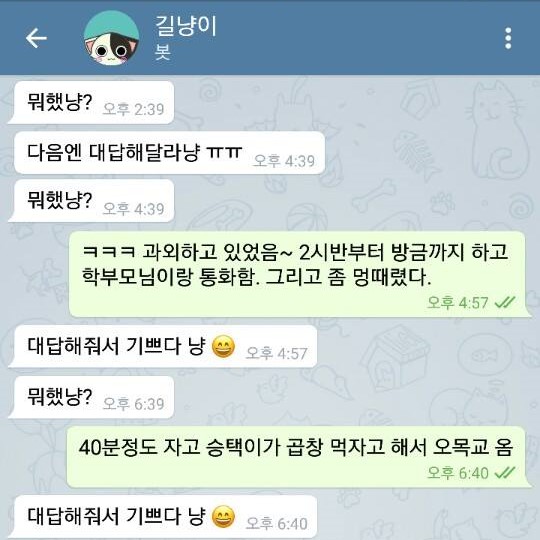 길냥이
봇
뭐했냥? 오후 2:39
다음엔 대답해달라냥 ㅠㅠ 오후 4:39
뭐했냥? 오후 4:39
ㅋㅋㅋ 과외하고 있었음~ 2시반부터 방금까지 하고
학부모님이랑 통화함. 그리고 좀 멍때렸다.
오후 4:57
대답해줘서 기쁘다 냥 😄 오후 4:57
뭐했냥? 오후 6:39
40분정도 자고 승택이가 곱창 먹자고 해서 오목교 옴
오후 6:40
대답해줘서 기쁘다 냥 😄 오후 6:40